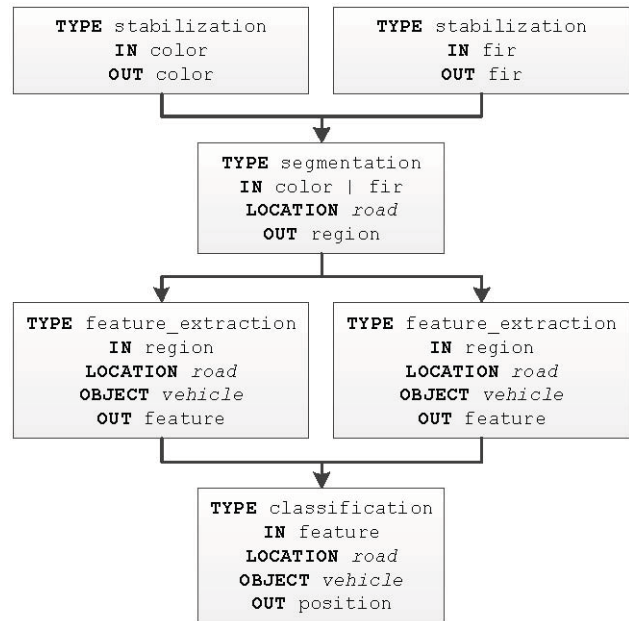 TYPE stabilization
IN color
OUT color
TYPE stabilization
IN fir
OUT fir
TYPE segmentation
IN color | fir
LOCATION road
OUT region
TYPE feature_extraction
IN region
LOCATION road
OBJECT vehicle
OUT feature
TYPE feature_extraction
IN region
LOCATION road
OBJECT vehicle
OUT feature
TYPE classification
IN feature
LOCATION road
OBJECT vehicle
OUT position